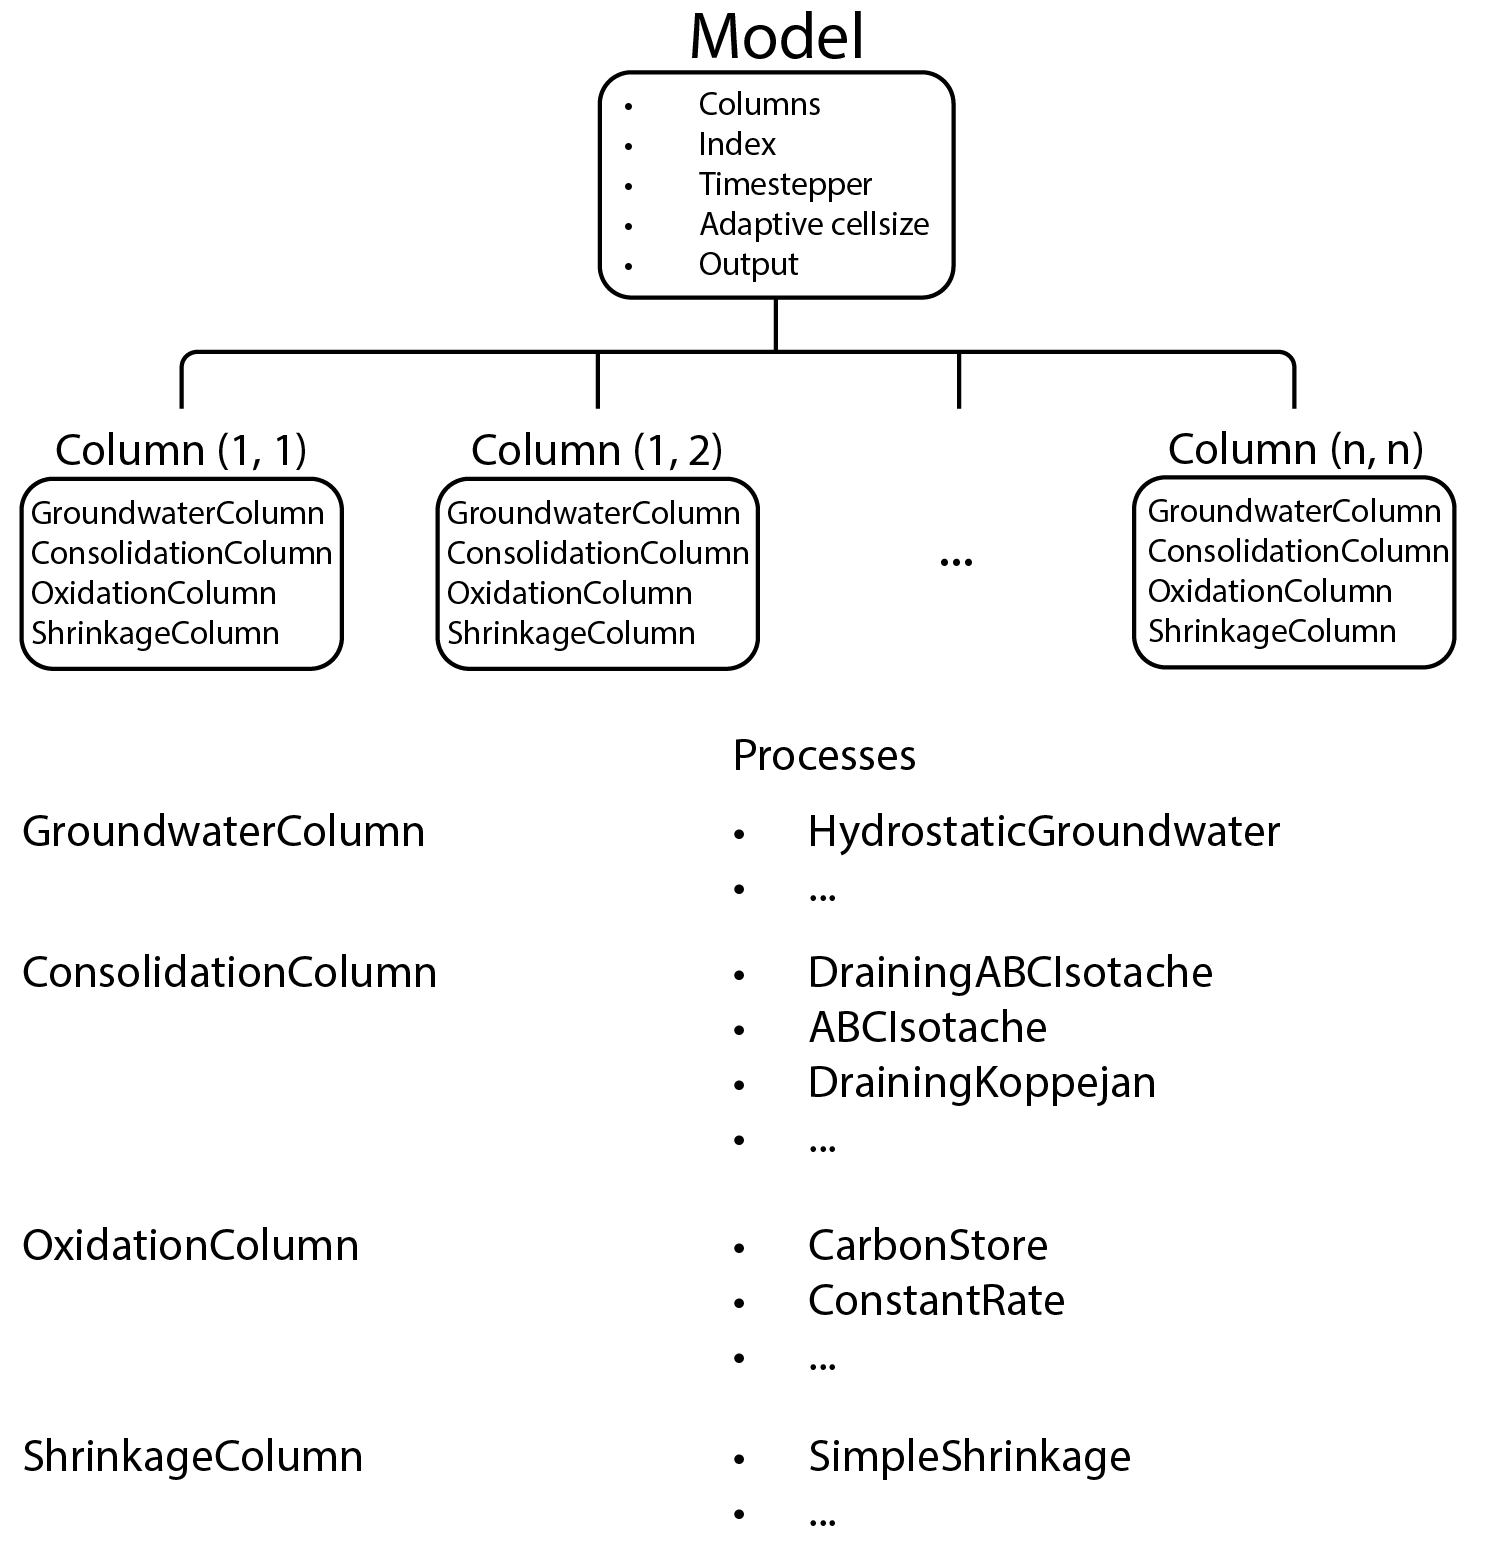 Model
• Columns
• Index
• Timestepper
• Adaptive cellsize
• Output
Column (1, 1)
GroundwaterColumn
ConsolidationColumn
OxidationColumn
ShrinkageColumn
Column (1, 2)
GroundwaterColumn
ConsolidationColumn
OxidationColumn
ShrinkageColumn
...
Column (n, n)
GroundwaterColumn
ConsolidationColumn
OxidationColumn
ShrinkageColumn
Processes
GroundwaterColumn • HydrostaticGroundwater
• ...
ConsolidationColumn • DrainingABCIsotache
• ABCIsotache
• DrainingKoppejan
• ...
OxidationColumn • CarbonStore
• ConstantRate
• ...
ShrinkageColumn • SimpleShrinkage
• ...